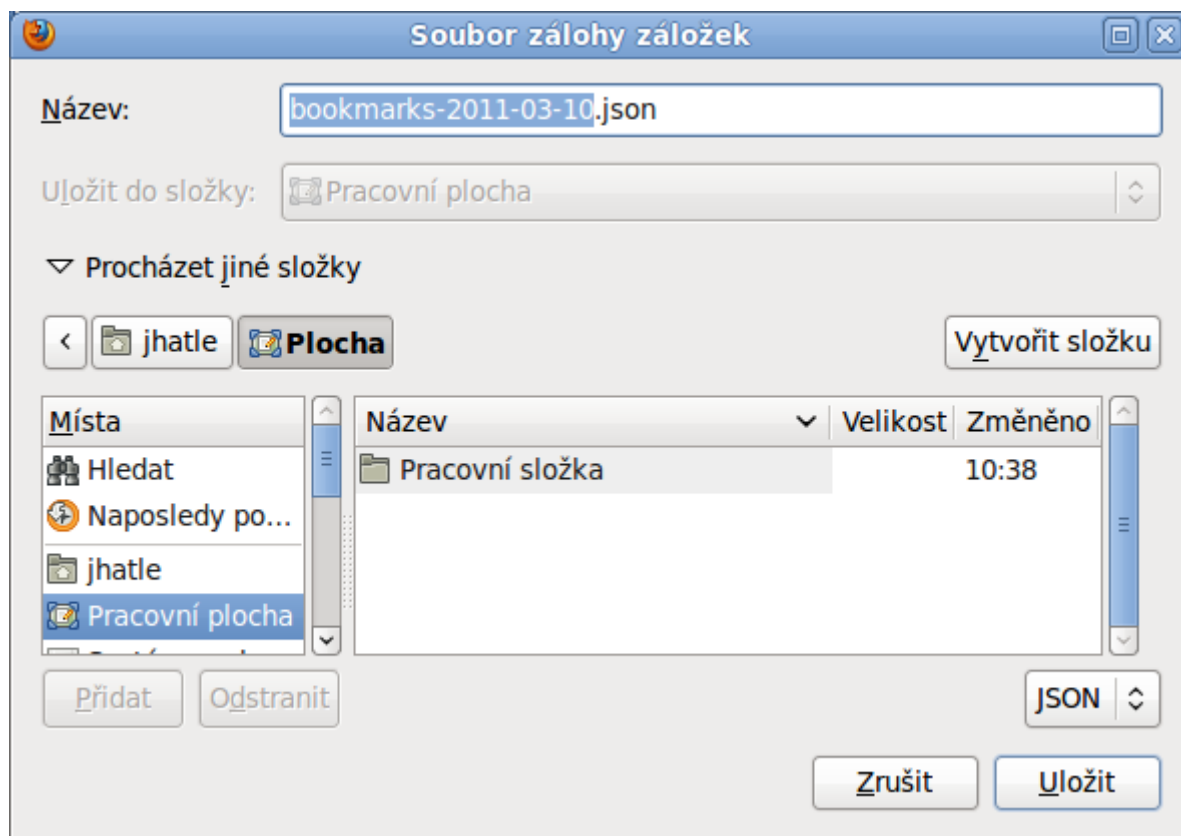 Soubor zálohy záložek
Název: bookmarks-2011-03-10.json
Uložit do složky: Pracovní plocha
Procházet jiné složky
< jhatle Plocha Vytvořit složku
Místa Název Velikost Změněno
Hledat Pracovní složka 10:38
Naposledy po...
jhatle
Pracovní plocha
Přidat Odstranit JSON
Zrušit Uložit